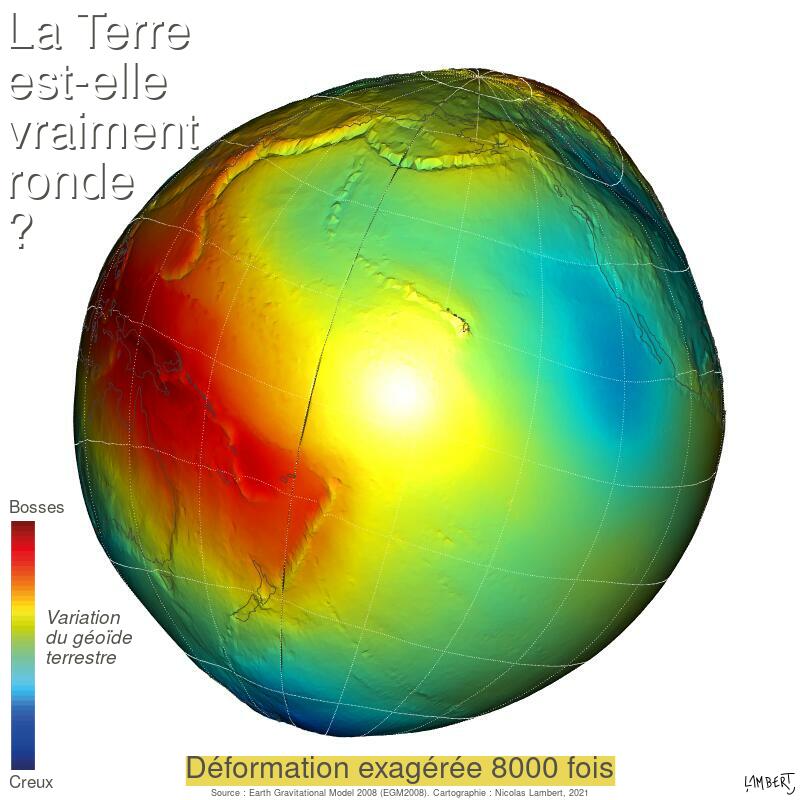 La Terre
est-elle
vraiment
ronde
?
Bosses
Variation
du géoïde
terrestre
Creux
Déformation exagérée 8000 fois
Source : Earth Gravitational Model 2008 (EGM2008). Cartographie : Nicolas Lambert, 2021
LAMBERT